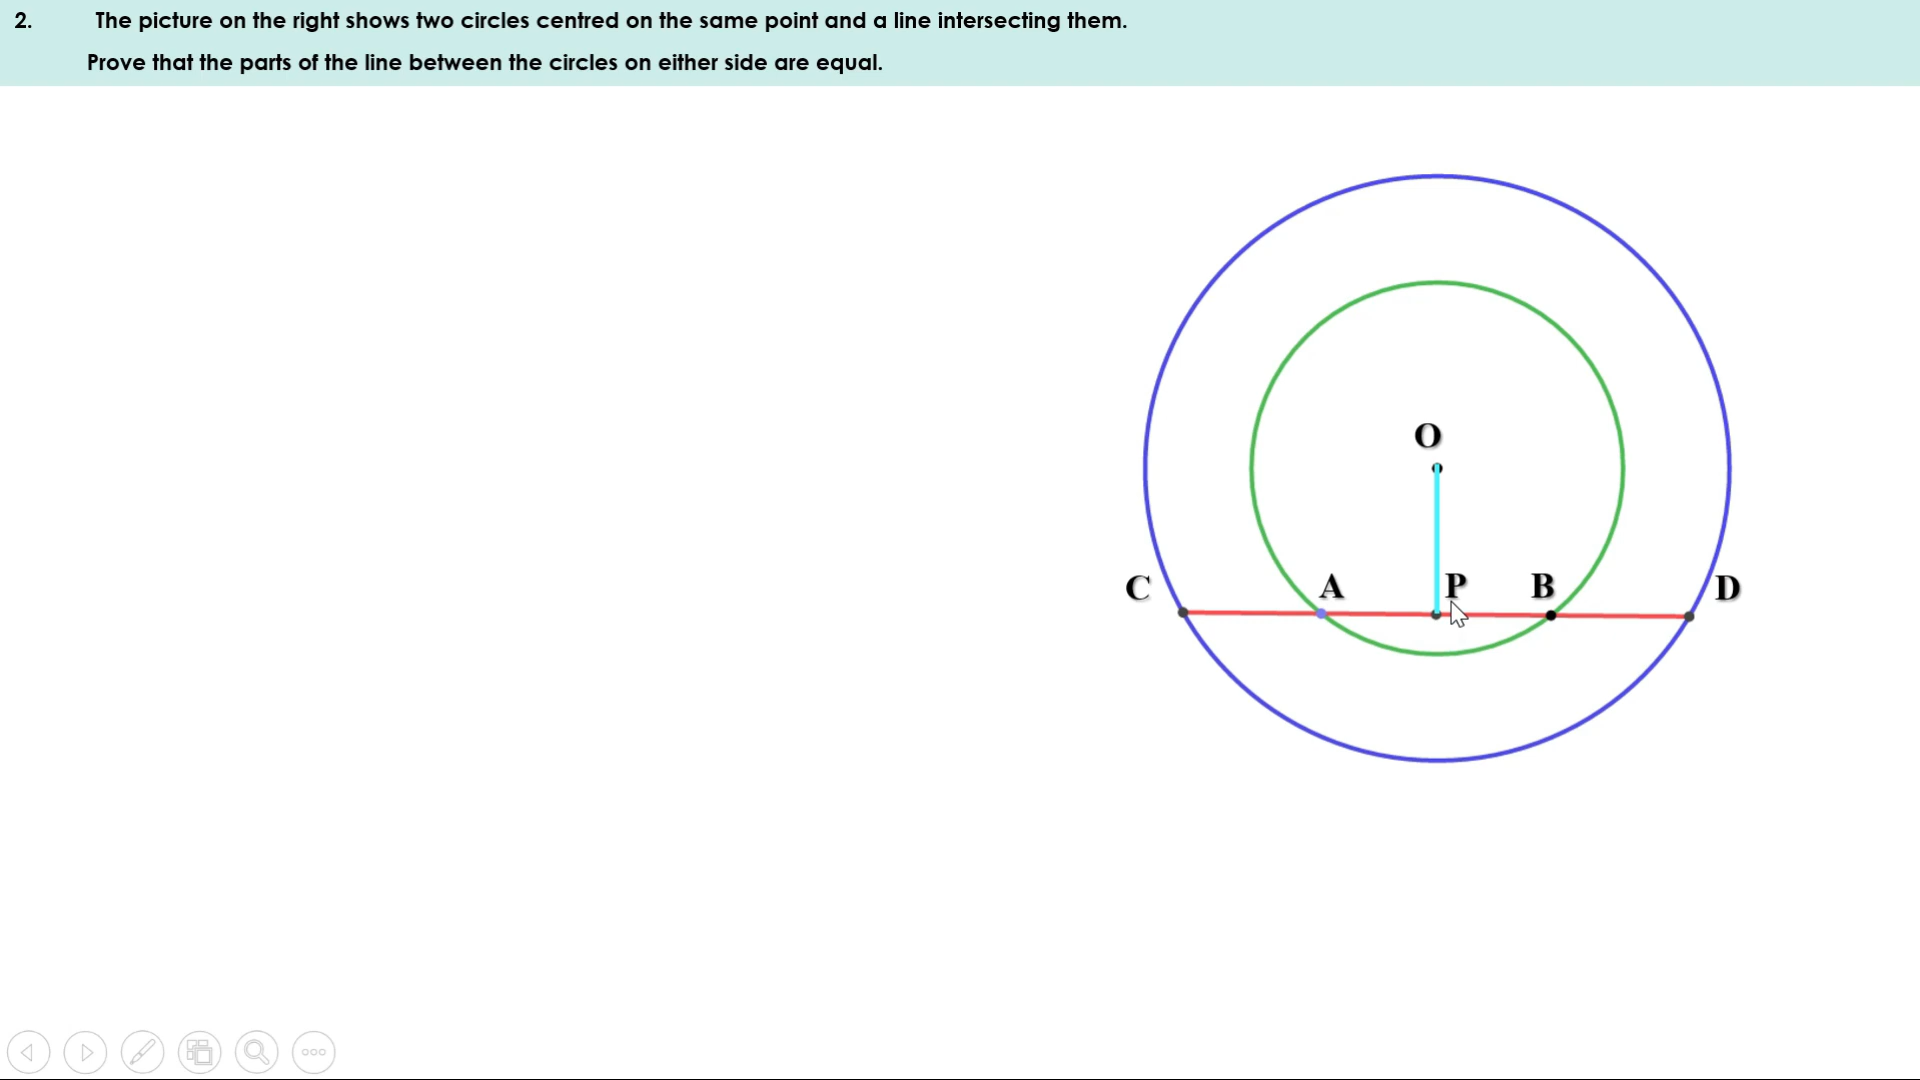 2. The picture on the right shows two circles centred on the same point and a line intersecting them.
Prove that the parts of the line between the circles on either side are equal.
O
C A P B D